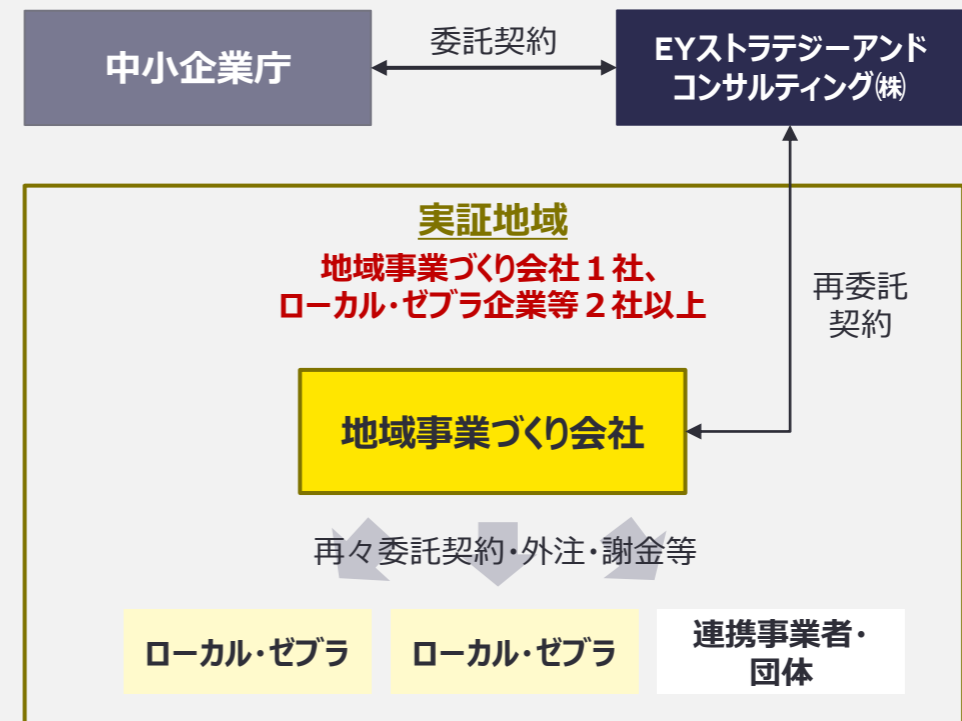 中小企業庁
委託契約
EYストラテジーアンド
コンサルティング㈱
実証地域
地域事業づくり会社１社、
ローカル・ゼブラ企業等２社以上
再委託
契約
地域事業づくり会社
再々委託契約・外注・謝金等
ローカル・ゼブラ
ローカル・ゼブラ
連携事業者・
団体